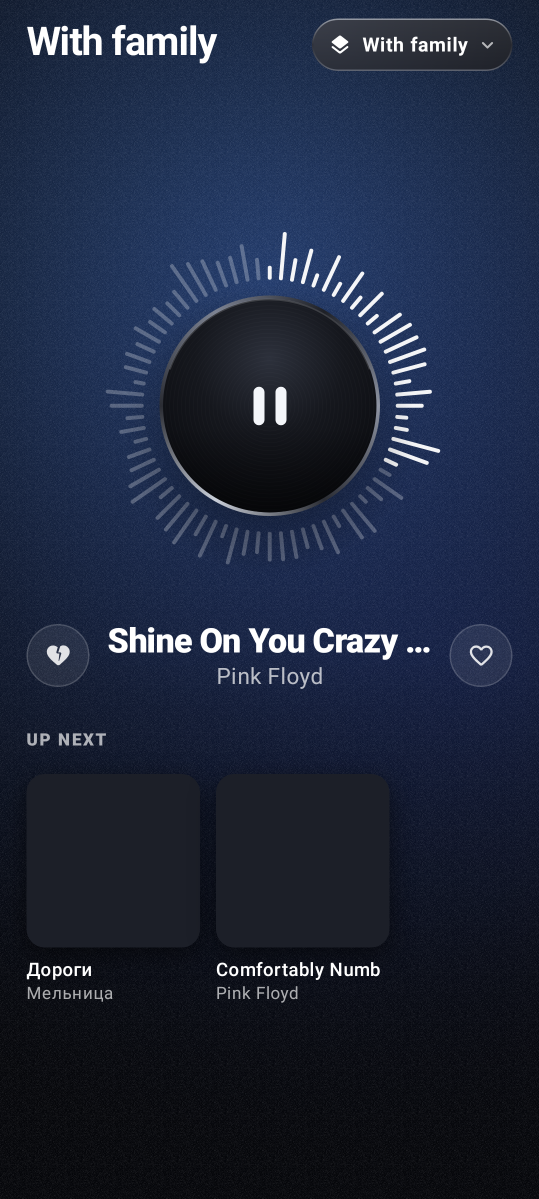 With family
With family
Shine On You Crazy ...
Pink Floyd
UP NEXT
Дороги
Мельница
Comfortably Numb
Pink Floyd